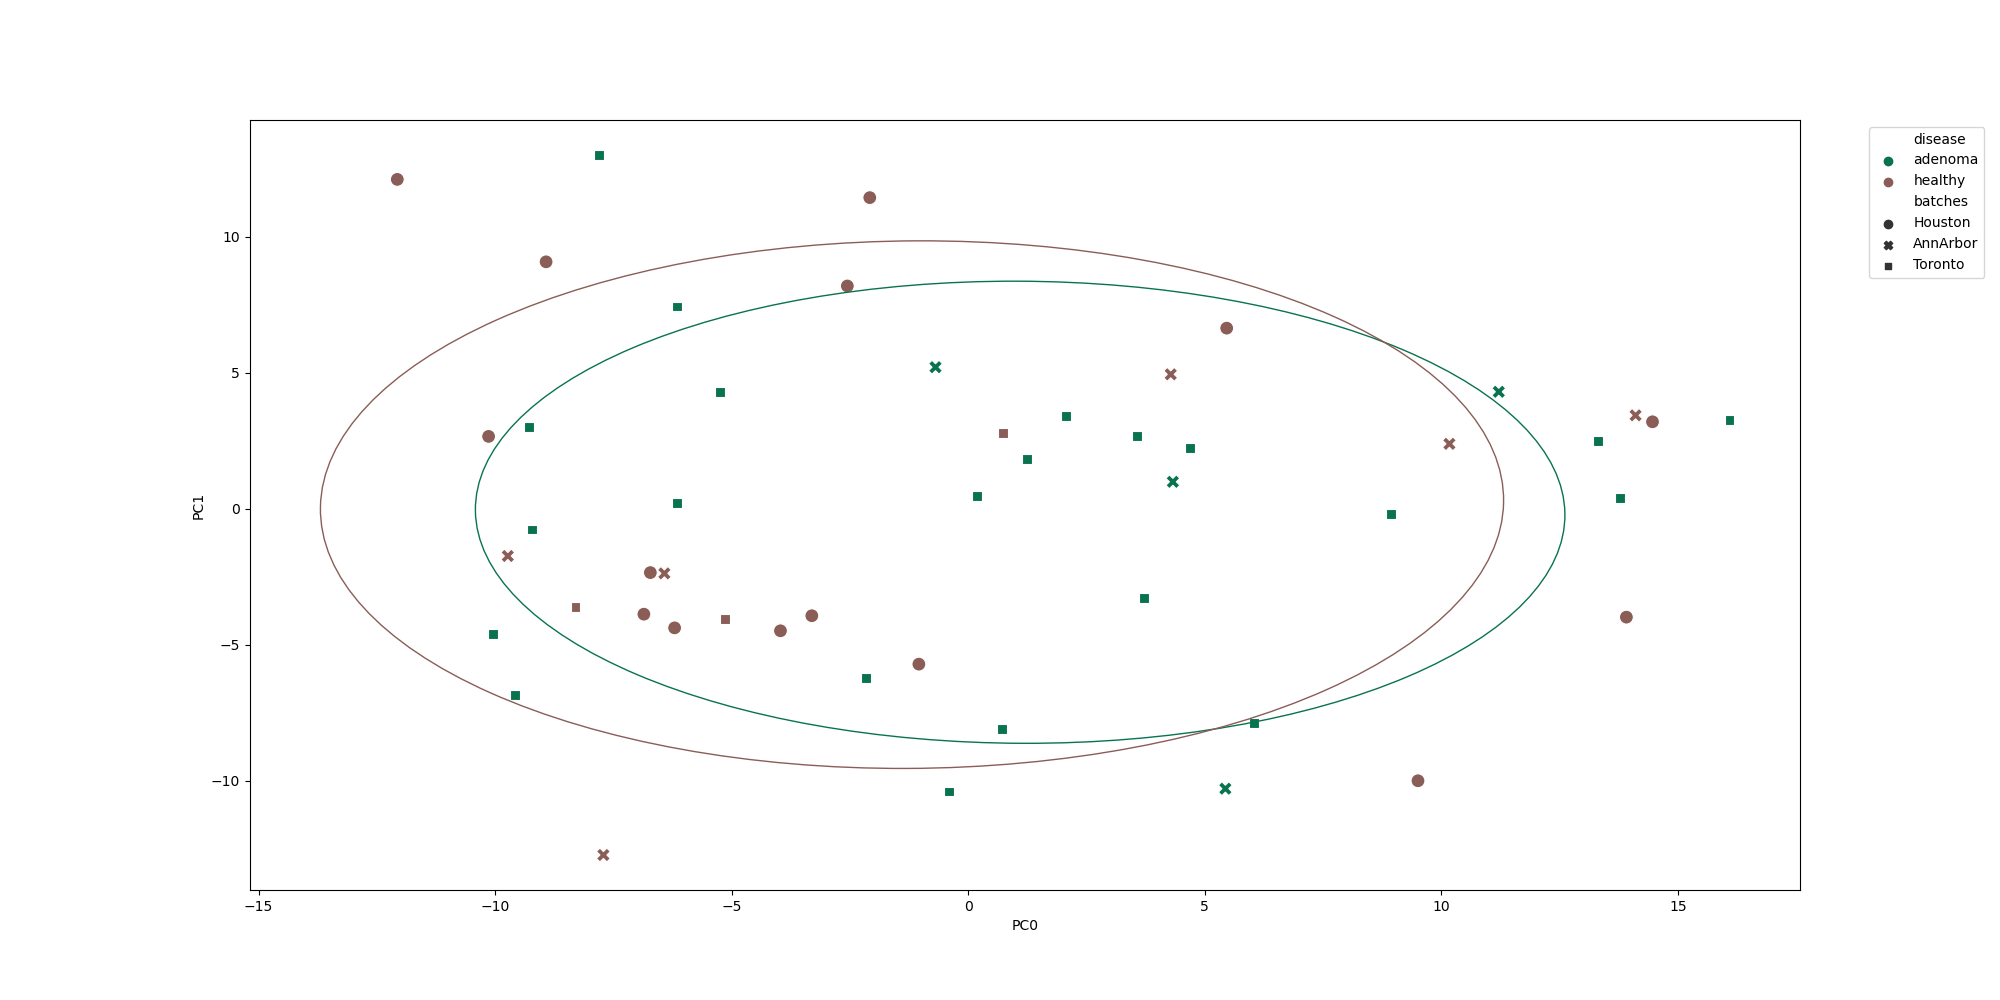 disease
adenoma
healthy
batches
Houston
AnnArbor
Toronto
10
5
0
−5
−10
PC1
−15
−10
−5
0
5
10
15
PC0